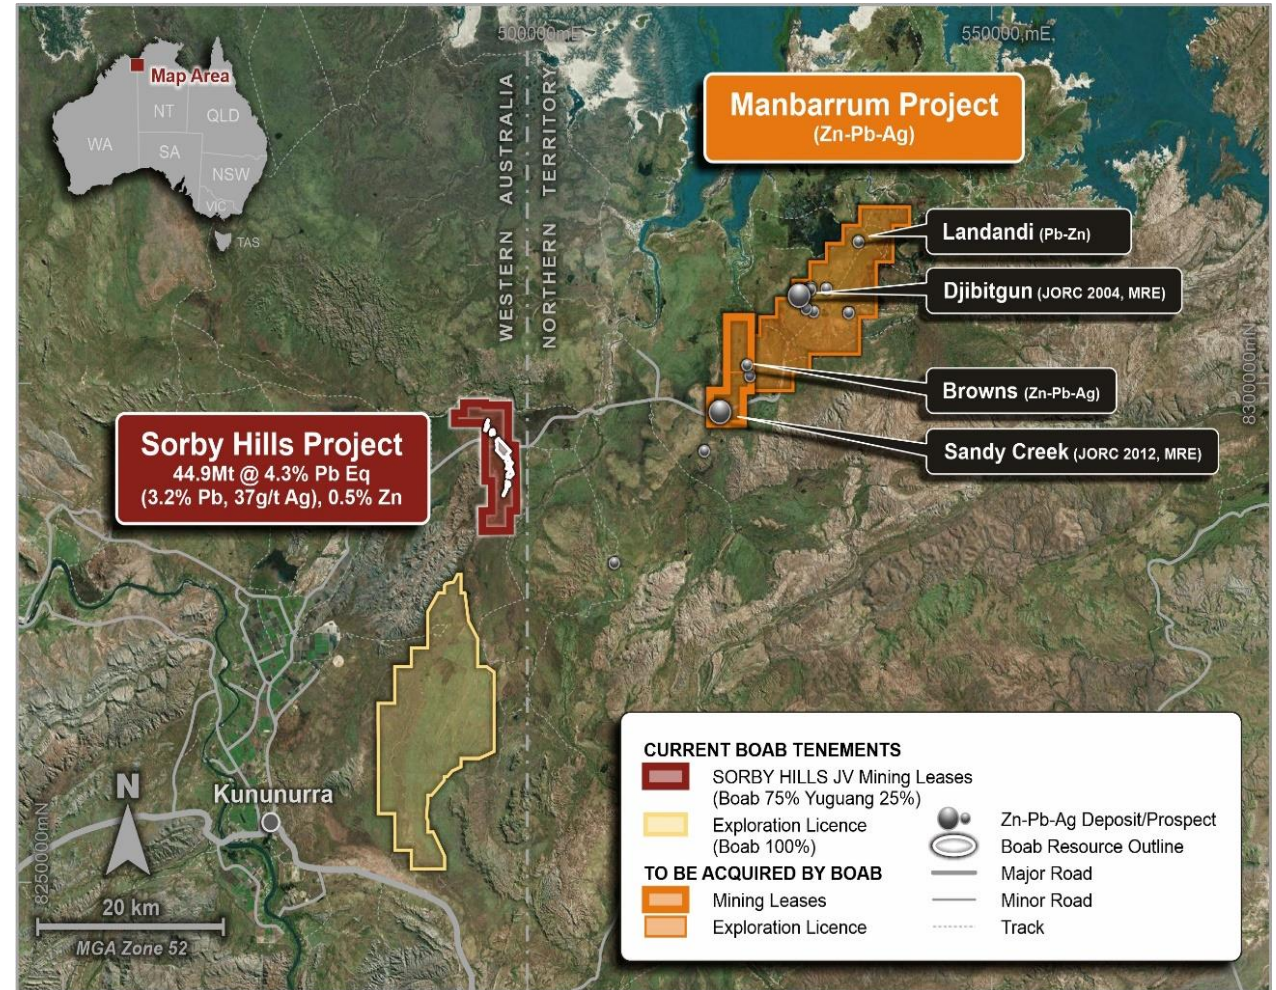 500000mE
550000mE
Map Area
NT
QLD
WA
SA
NSW
VIC
TAS
WESTERN AUSTRALIA
NORTHERN TERRITORY
Manbarrum Project
(Zn-Pb-Ag)
Landandi (Pb-Zn)
Djibitgun (JORC 2004, MRE)
8300000mN
Browns (Zn-Pb-Ag)
Sandy Creek (JORC 2012, MRE)
Sorby Hills Project
44.9Mt @ 4.3% Pb Eq
(3.2% Pb, 37g/t Ag), 0.5% Zn
N
Kununurra
8250000mN
20 km
MGA Zone 52
CURRENT BOAB TENEMENTS
SORBY HILLS JV Mining Leases
(Boab 75% Yuguang 25%)
Exploration Licence
(Boab 100%)
TO BE ACQUIRED BY BOAB
Mining Leases
Exploration Licence
Zn-Pb-Ag Deposit/Prospect
Boab Resource Outline
Major Road
Minor Road
Track